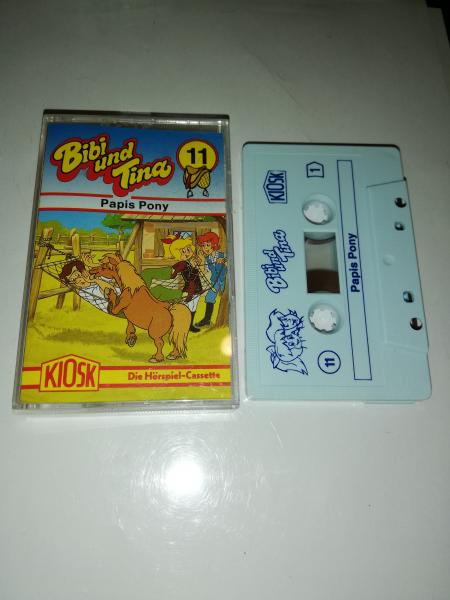 Bibi
und
Tina
11
Papis Pony
KIOSK
Die Hörspiel-Cassette
KIOSK
1
Bibi und Tina
Papis Pony
11